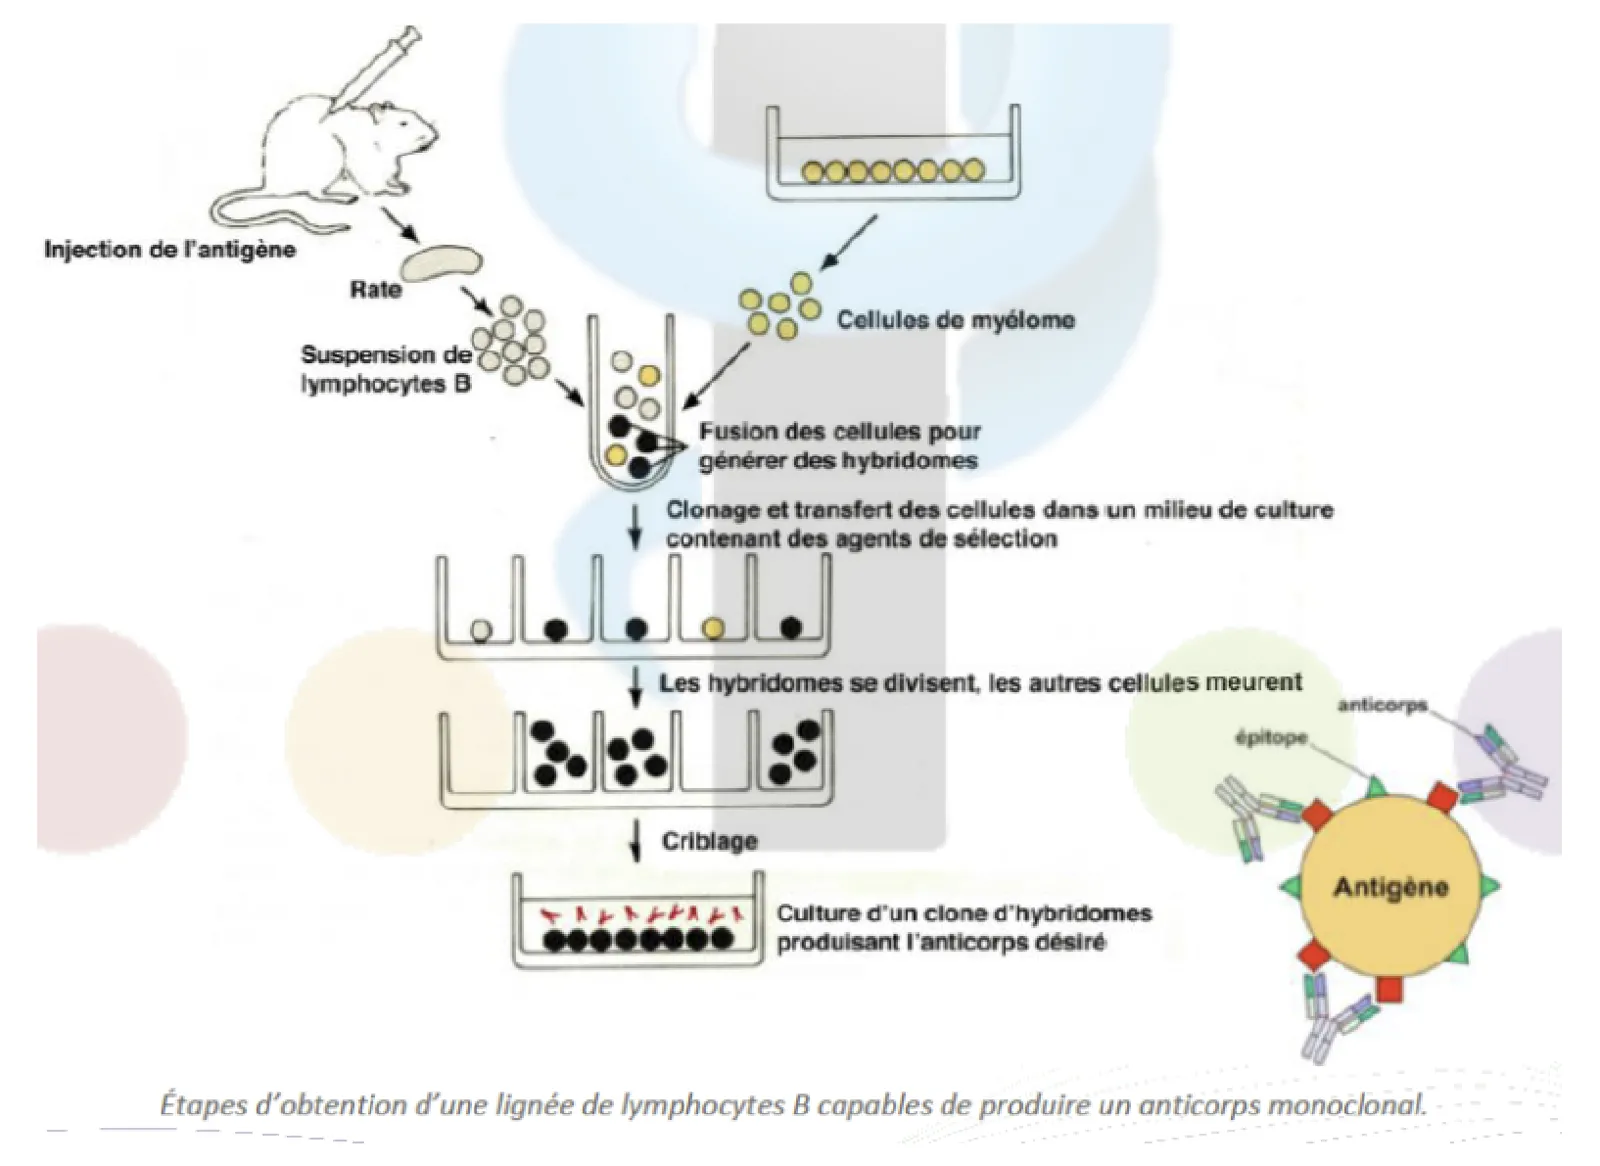 Injection de l'antigène
Rate
Suspension de
lymphocytes B
Cellules de myélome
Fusion des cellules pour
générer des hybridomes
Clonage et transfert des cellules dans un milieu de culture
contenant des agents de sélection
Les hybridomes se divisent, les autres cellules meurent
anticorps
épitope
Criblage
Antigène
Culture d'un clone d'hybridomes
produisant l'anticorps désiré
Étapes d'obtention d'une lignée de lymphocytes B capables de produire un anticorps monoclonal.